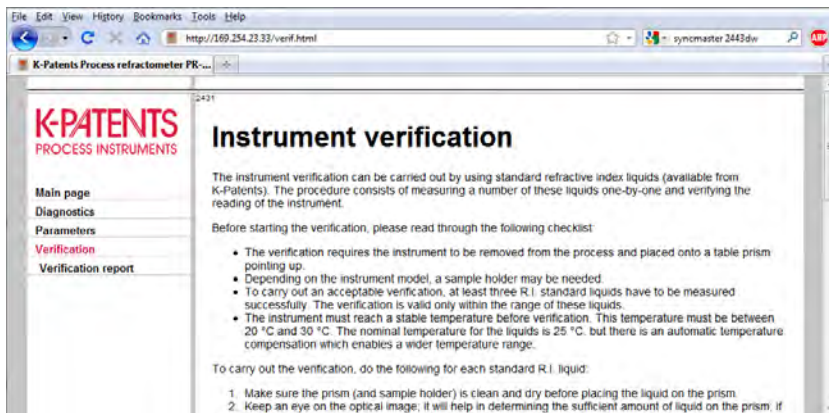 File Edit View History Bookmarks Tools Help
http://169.254.23.33/verif.html
syncmaster 2443dw
ABP
K-Patents Process refractometer PR-...
2431
K-PATENTS
PROCESS INSTRUMENTS
Main page
Diagnostics
Parameters
Verification
Verification report
Instrument verification
The instrument verification can be carried out by using standard refractive index liquids (available from
K-Patents). The procedure consists of measuring a number of these liquids one-by-one and verifying the
reading of the instrument.
Before starting the verification, please read through the following checklist:
• The verification requires the instrument to be removed from the process and placed onto a table prism
pointing up.
• Depending on the instrument model, a sample holder may be needed.
• To carry out an acceptable verification, at least three R.I. standard liquids have to be measured
successfully. The verification is valid only within the range of these liquids.
• The instrument must reach a stable temperature before verification. This temperature must be between
20 °C and 30 °C. The nominal temperature for the liquids is 25 °C, but there is an automatic temperature
compensation which enables a wider temperature range.
To carry out the verification, do the following for each standard R.I. liquid:
1. Make sure the prism (and sample holder) is clean and dry before placing the liquid on the prism.
2. Keep an eye on the optical image; it will help in determining the sufficient amount of liquid on the prism, if